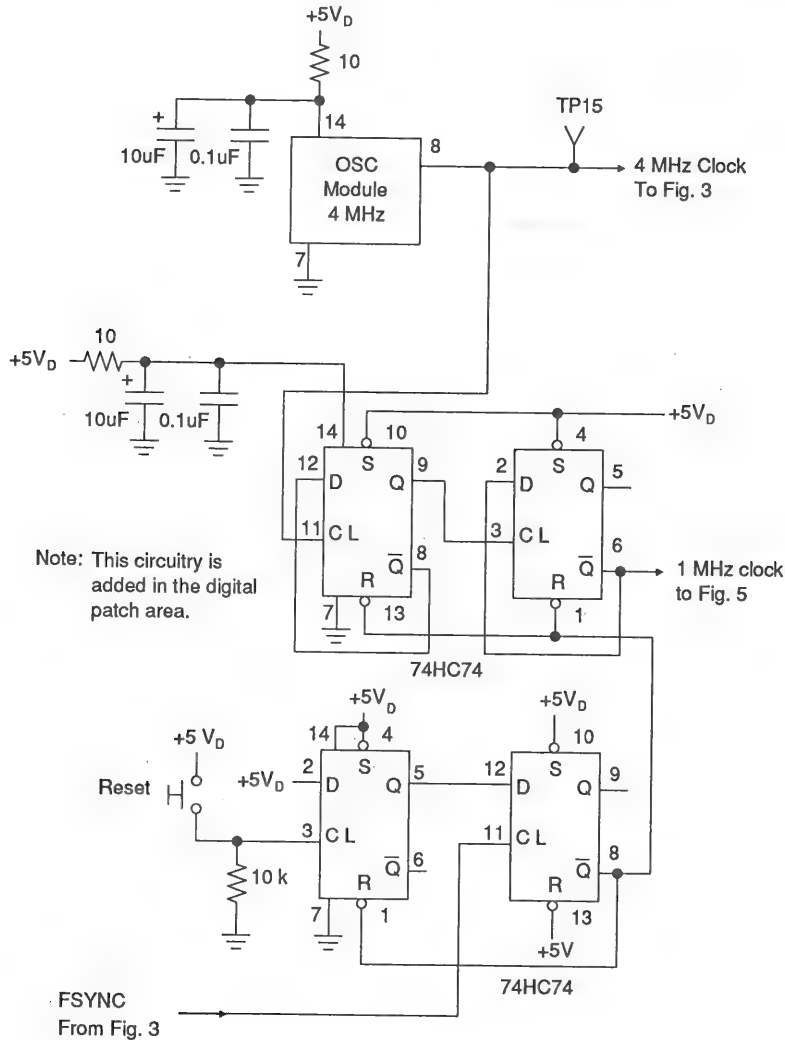 +5V_D
10
10uF
0.1uF
+
14
OSC
Module
4 MHz
8
7
TP15
4 MHz Clock
To Fig. 3
10
+5V_D
+
10uF
0.1uF
14
10
12
D
S
Q
9
11
CL
R
Q̅
8
7
13
+5V_D
4
2
D
S
Q
5
3
CL
R
Q̅
6
1
1 MHz clock
to Fig. 5
Note: This circuitry is
added in the digital
patch area.
74HC74
+5 V_D
Reset
10 k
+5V_D
14
4
+5V_D
2
D
S
Q
5
3
CL
R
Q̅
6
7
1
+5V_D
10
12
D
S
Q
9
11
CL
R
Q̅
8
13
+5V
74HC74
FSYNC
From Fig. 3